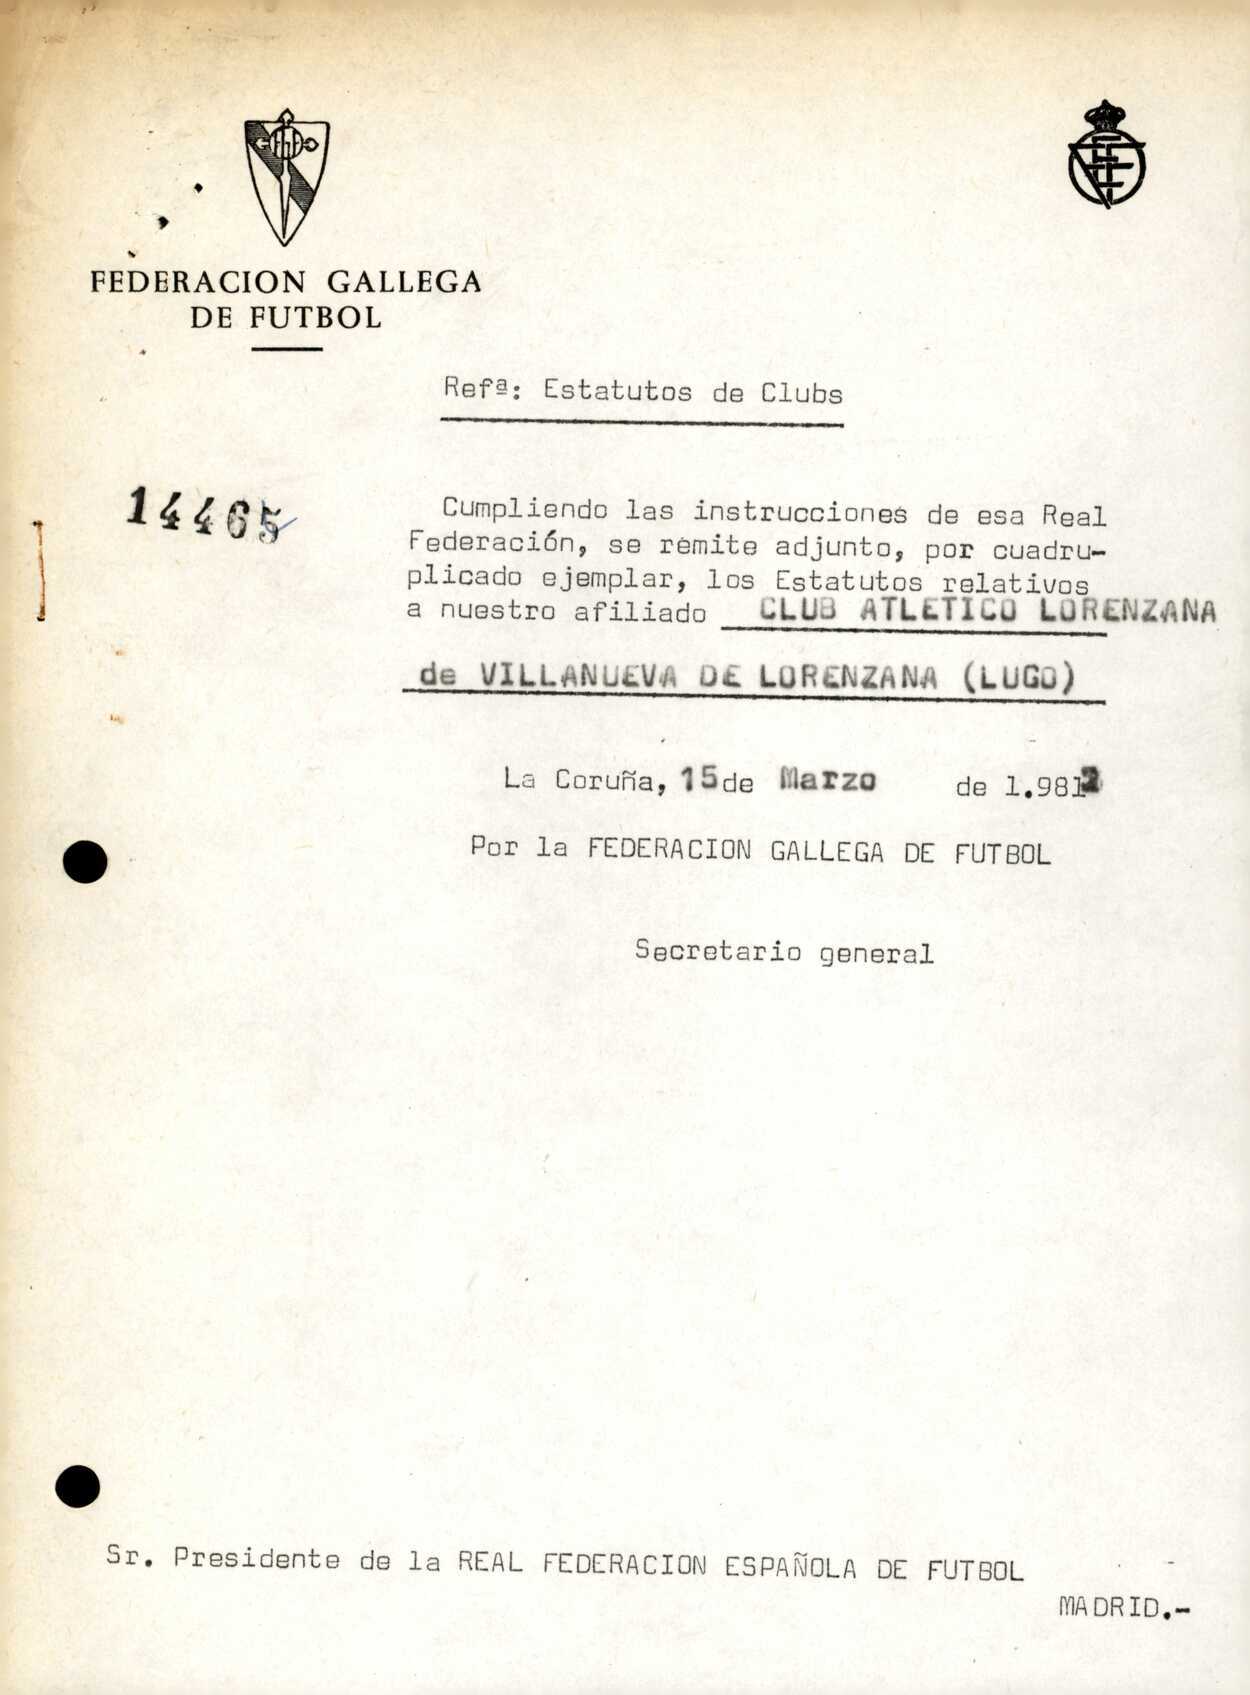 FGF
FEDERACION GALLEGA
DE FUTBOL
Refª: Estatutos de Clubs
14465
Cumpliendo las instrucciones de esa Real
Federación, se remite adjunto, por cuadru-
plicado ejemplar, los Estatutos relativos
a nuestro afiliado CLUB ATLETICO LORENZANA
de VILLANUEVA DE LORENZANA (LUGO)
La Coruña, 15 de Marzo de 1.982
Por la FEDERACION GALLEGA DE FUTBOL
Secretario general
Sr. Presidente de la REAL FEDERACION ESPAÑOLA DE FUTBOL
MADRID.-